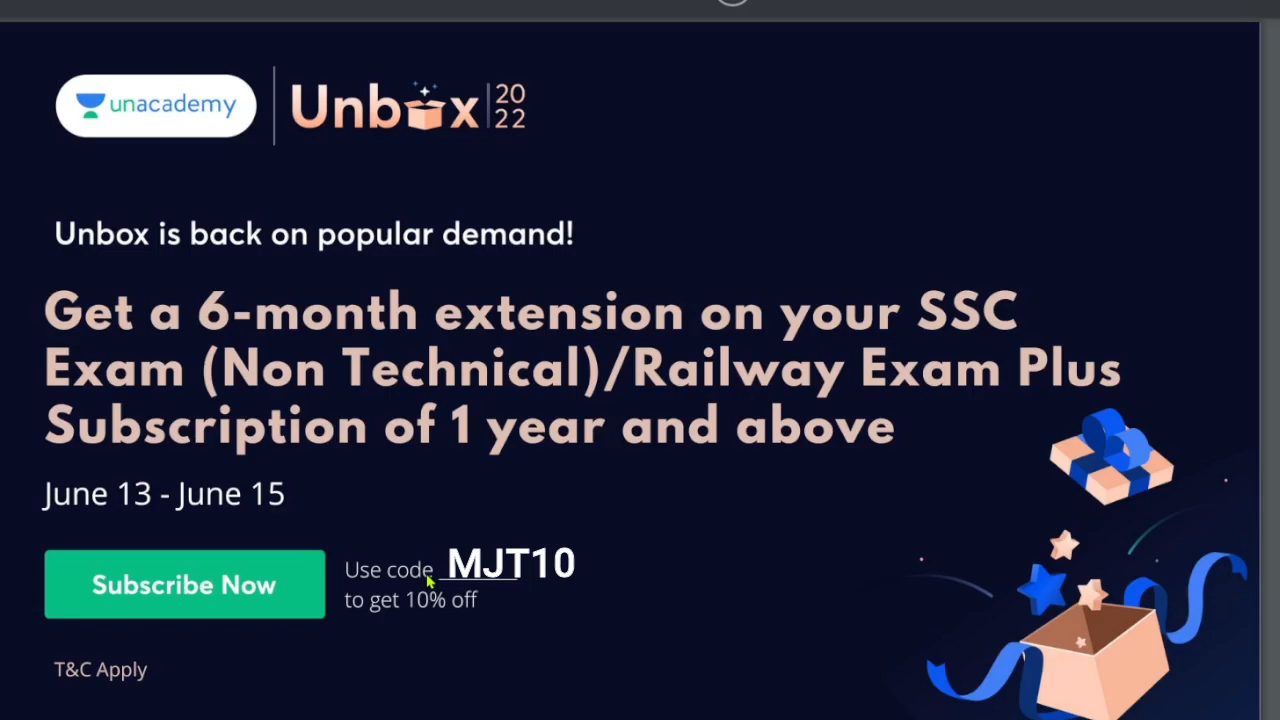 unacademy
Unbox 2022
Unbox is back on popular demand!
Get a 6-month extension on your SSC
Exam (Non Technical)/Railway Exam Plus
Subscription of 1 year and above
June 13 - June 15
Subscribe Now
Use code MJT10
to get 10% off
T&C Apply